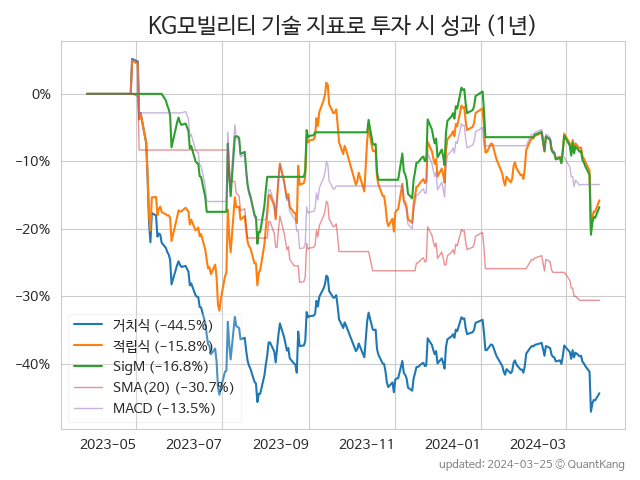 KG모빌리티 기술 지표로 투자 시 성과 (1년)
0%
−10%
−20%
−30%
−40%
거치식 (−44.5%)
적립식 (−15.8%)
SigM (−16.8%)
SMA(20) (−30.7%)
MACD (−13.5%)
2023-05 2023-07 2023-09 2023-11 2024-01 2024-03
updated: 2024-03-25 © QuantKang